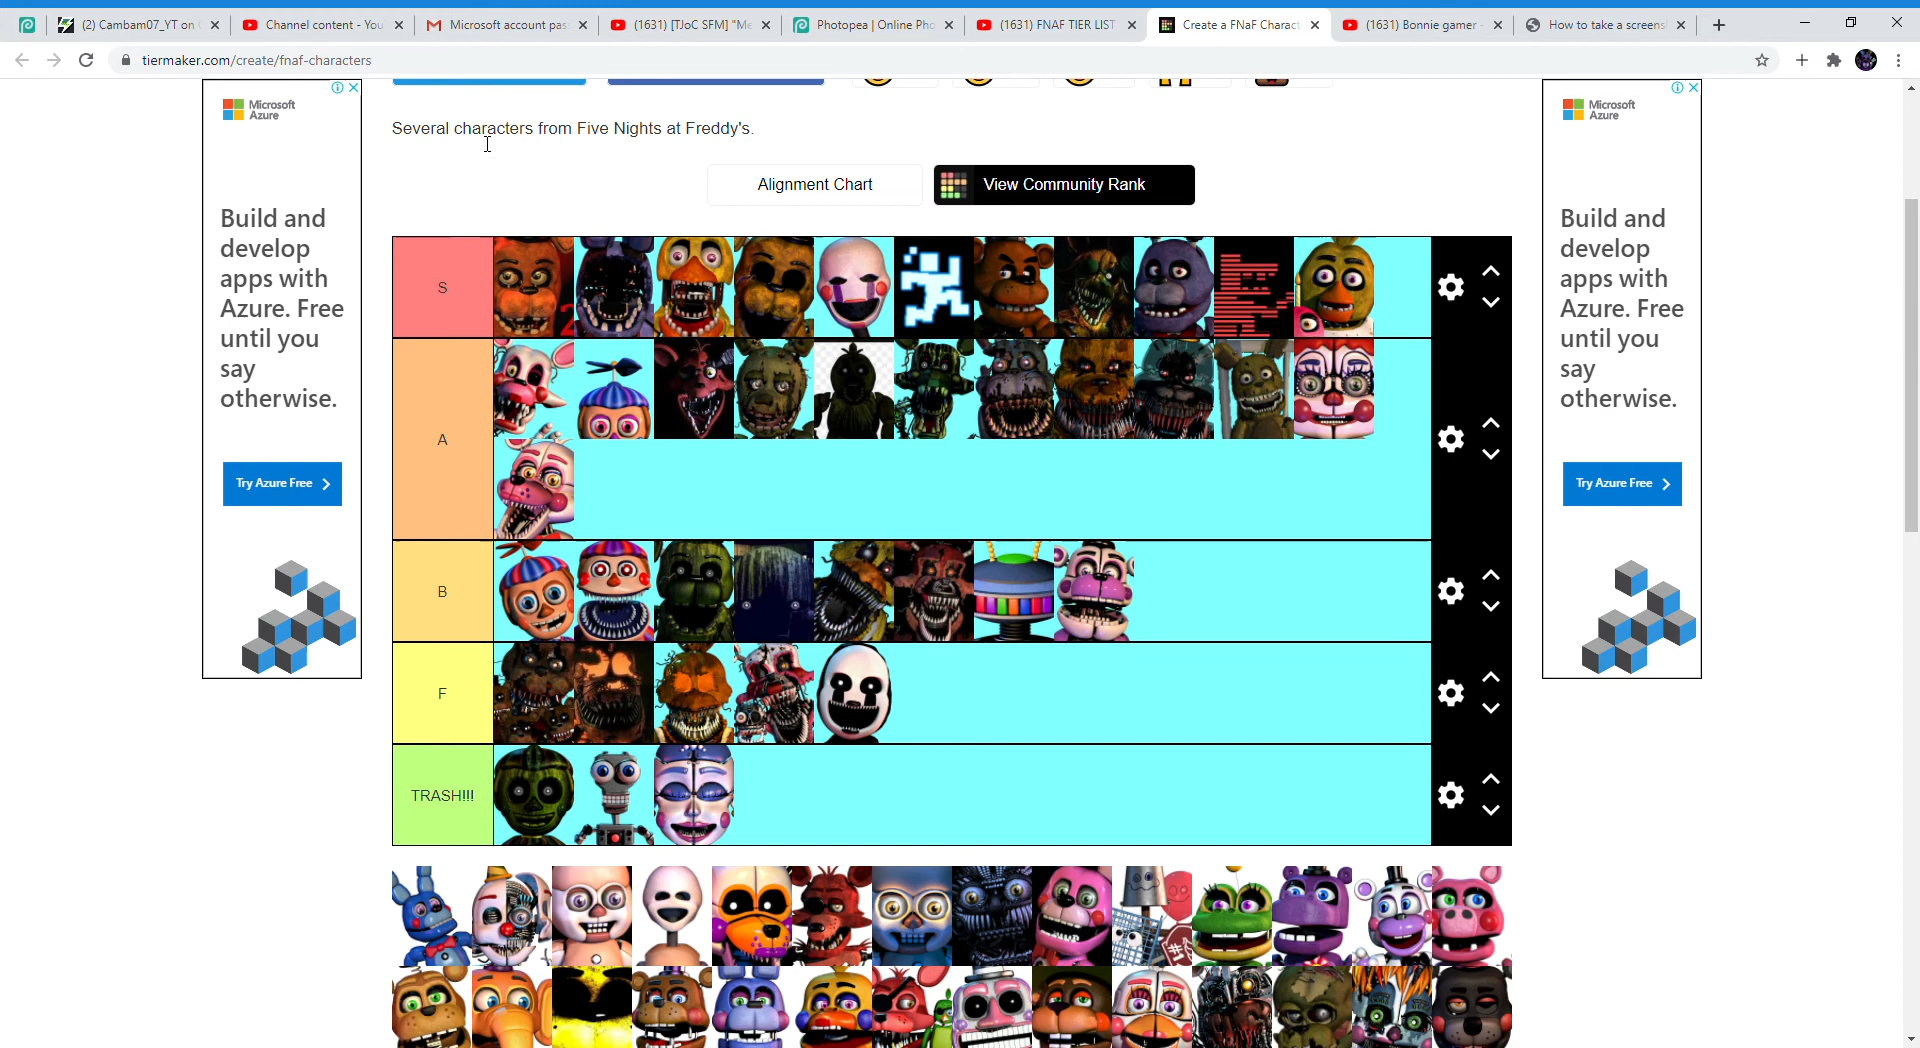 (2) Cambam07_YT on
Channel content - You
Microsoft account pas
(1631) [TJoC SFM] "Me
Photopea | Online Pho
(1631) FNAF TIER LIST
Create a FNaF Charact
(1631) Bonnie gamer -
How to take a screens
tiermaker.com/create/fnaf-characters
Several characters from Five Nights at Freddy's.
Alignment Chart
View Community Rank
Microsoft
Azure
Build and
develop
apps with
Azure. Free
until you
say
otherwise.
Try Azure Free
S
2
A
B
F
TRASH!!!
#1
Microsoft
Azure
Build and
develop
apps with
Azure. Free
until you
say
otherwise.
Try Azure Free